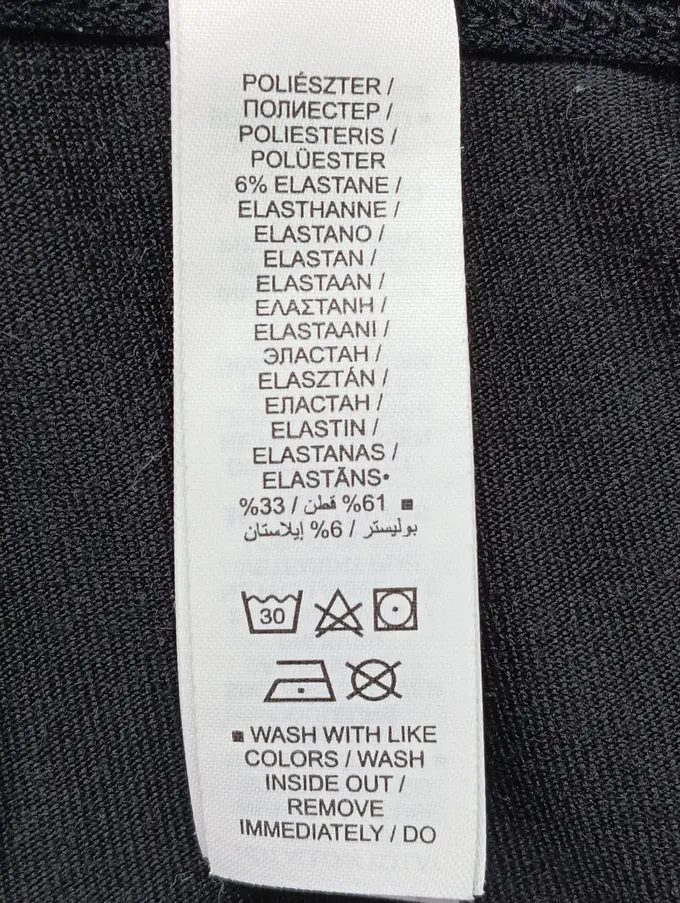 POLIÉSZTER /
ПОЛИЕСТЕР /
POLIESTERIS /
POLÜESTER
6% ELASTANE /
ELASTHANNE /
ELASTANO /
ELASTAN /
ELASTAAN /
ΕΛΑΣΤΑΝΗ /
ELASTAANI /
ЭЛАСТАН /
ELASZTÁN /
ЕЛАСТАН /
ELASTIN /
ELASTANAS /
ELASTĀNS•
■ 61% قطن / 33%
بوليستر / 6% إيلاستان
30
■ WASH WITH LIKE
COLORS / WASH
INSIDE OUT /
REMOVE
IMMEDIATELY / DO